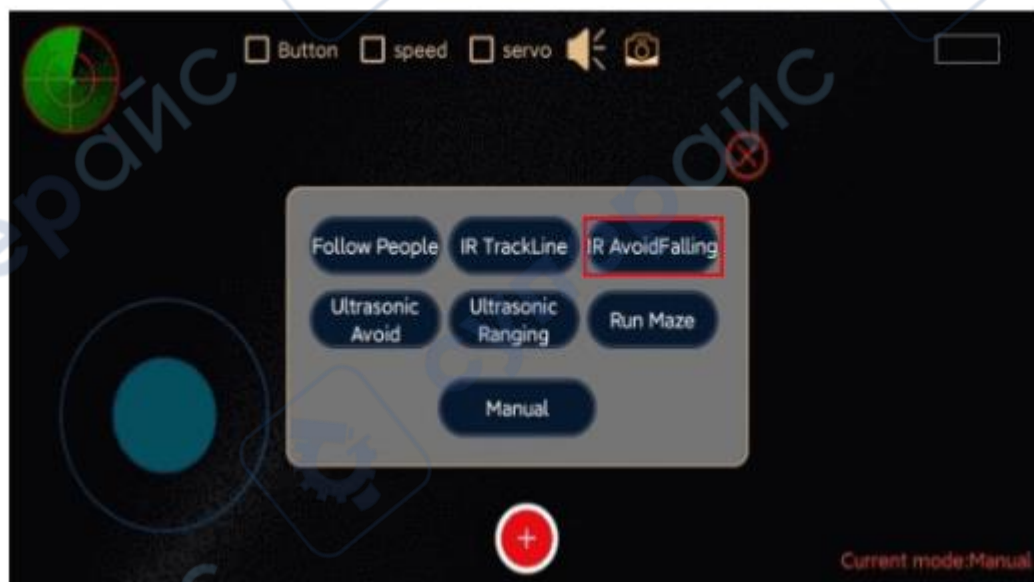 Button speed servo
Follow People IR TrackLine IR AvoidFalling
Ultrasonic Avoid
Ultrasonic Ranging
Run Maze
Manual
Current mode:Manual